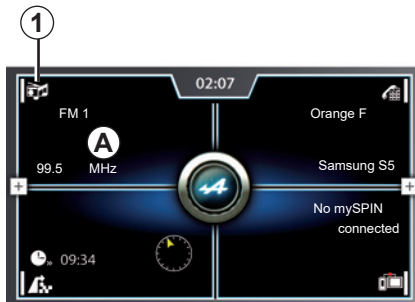 1
02:07
FM 1
Orange F
A
99.5 MHz
Samsung S5
No mySPIN
connected
09:34